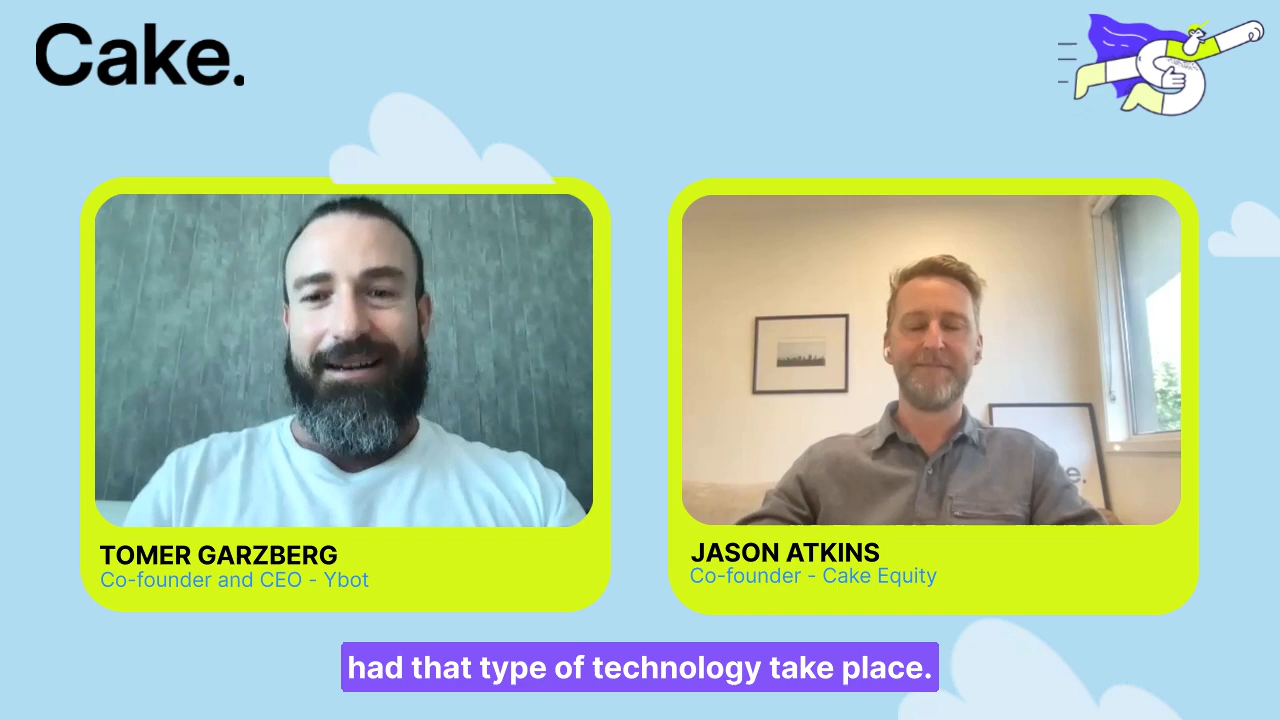 Cake.
TOMER GARZBERG
Co-founder and CEO - Ybot
JASON ATKINS
Co-founder - Cake Equity
had that type of technology take place.